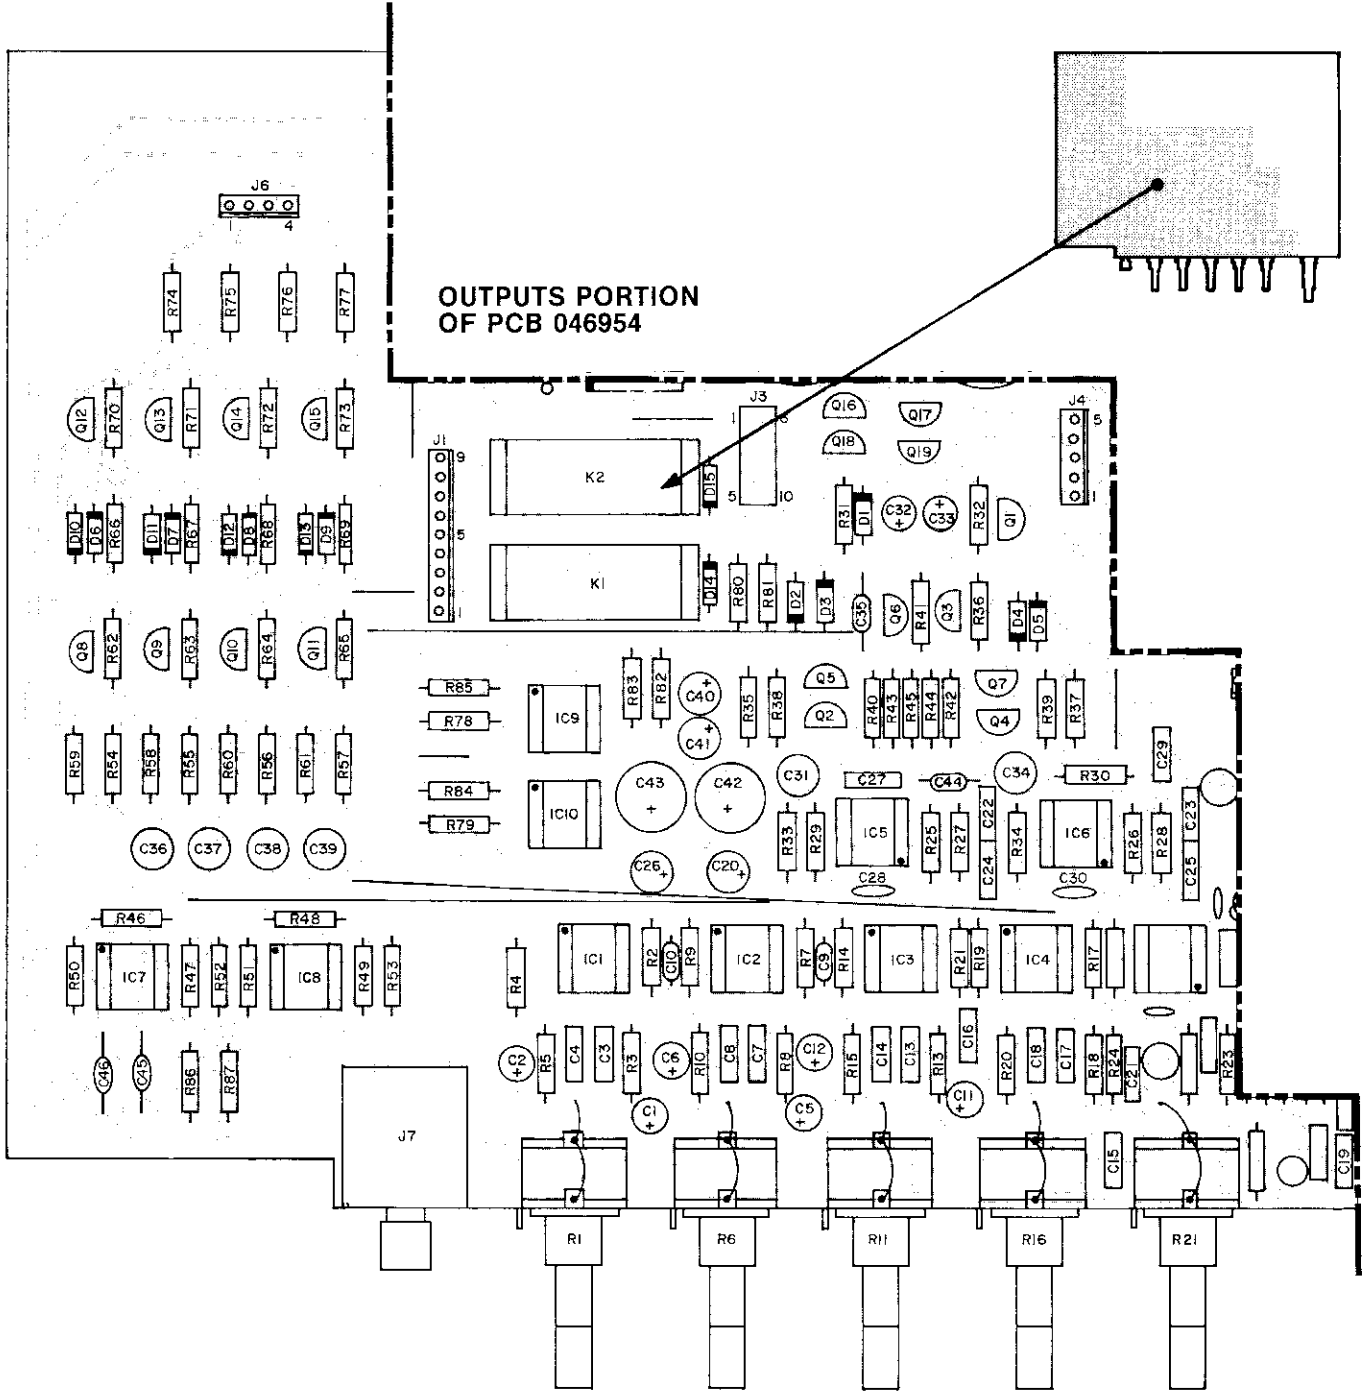 J6
1 4
R74 R75 R76 R77
OUTPUTS PORTION
OF PCB 046954
Q12 R70 Q13 R71 Q14 R72 Q15 R73
J1
9
5
1
K2
K1
D15
D14
J3
1 6
5 10
Q16 Q17
Q18 Q19
J4
5
1
R31 D1 C32 + C33 + R32 Q1
D10 D6 R66 D11 D7 R67 D12 Q8 R68 D13 D9 R69
R80 R81 D2 D3 C35 Q6 R41 Q3 R36 D4 D5
Q8 R62 Q9 R63 Q10 R64 Q11 R65
R85
R78
IC9
R83 R82 C40 +
C41 +
R35 R38 Q5
Q2
R40 R43 R45 R44 R42 Q7
Q4
R39 R37
C29
R59 R54 R58 R55 R60 R56 R61 R57
R84
R79
IC10
C43 + C42 +
C31 C27 C44 C34 R30
C22 C23
R33 R29 IC5 R25 R27 C24 R34 IC6 R26 R28 C25
C36 C37 C38 C39
C26 + C20 + C28 C30
R46 R48
R50 IC7 R47 R52 R51 IC8 R49 R53
R4 IC1 R2 C10 R9 IC2 R7 C9 R14 IC3 R21 R19 IC4 R17
C46 C45 R86 R87
C2 + R5 C4 C3 R3 C6 + R10 C8 C7 R8 C12 + R15 C14 C13 R13 C16 R20 C18 C17 R18 R24 C21 R23
C1 + C5 + C11 +
J7
C15 C19
R1 R6 R11 R16 R21